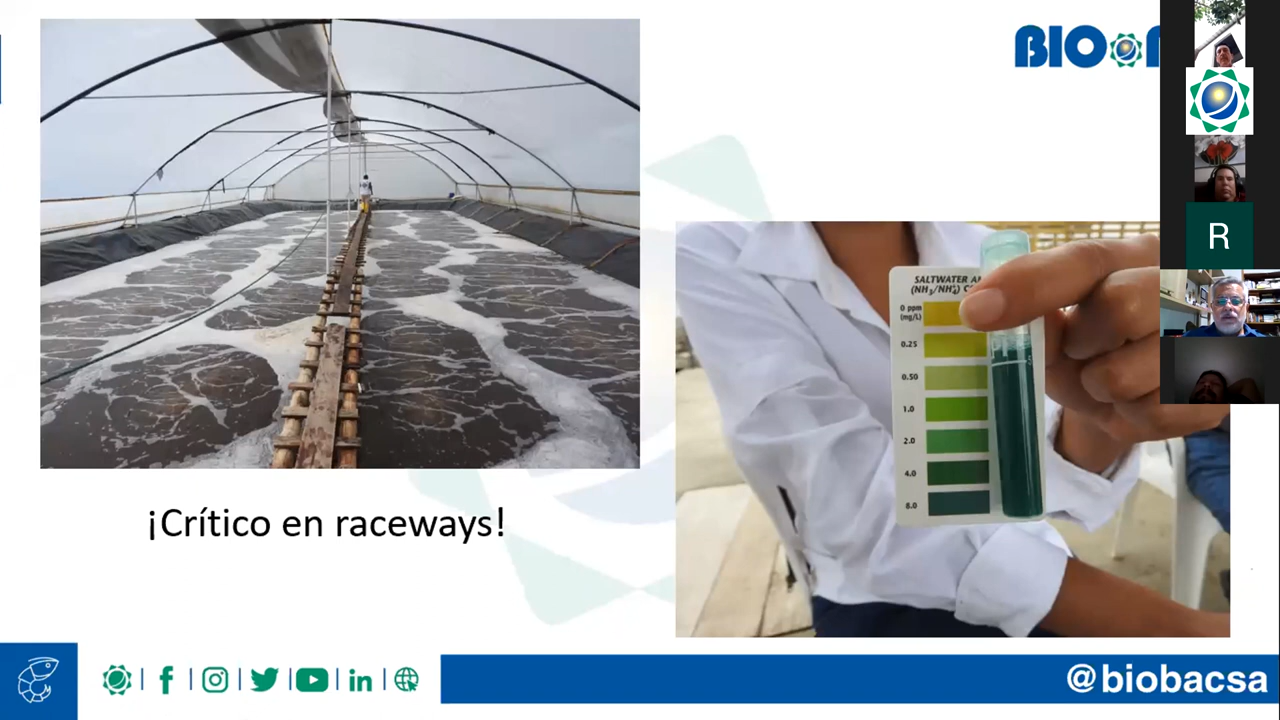 BIO
R
SALTWATER
(NH3/NH4+)
0 ppm
(mg/L)
0.25
0.50
1.0
2.0
4.0
8.0
¡Crítico en raceways!
@biobacsa